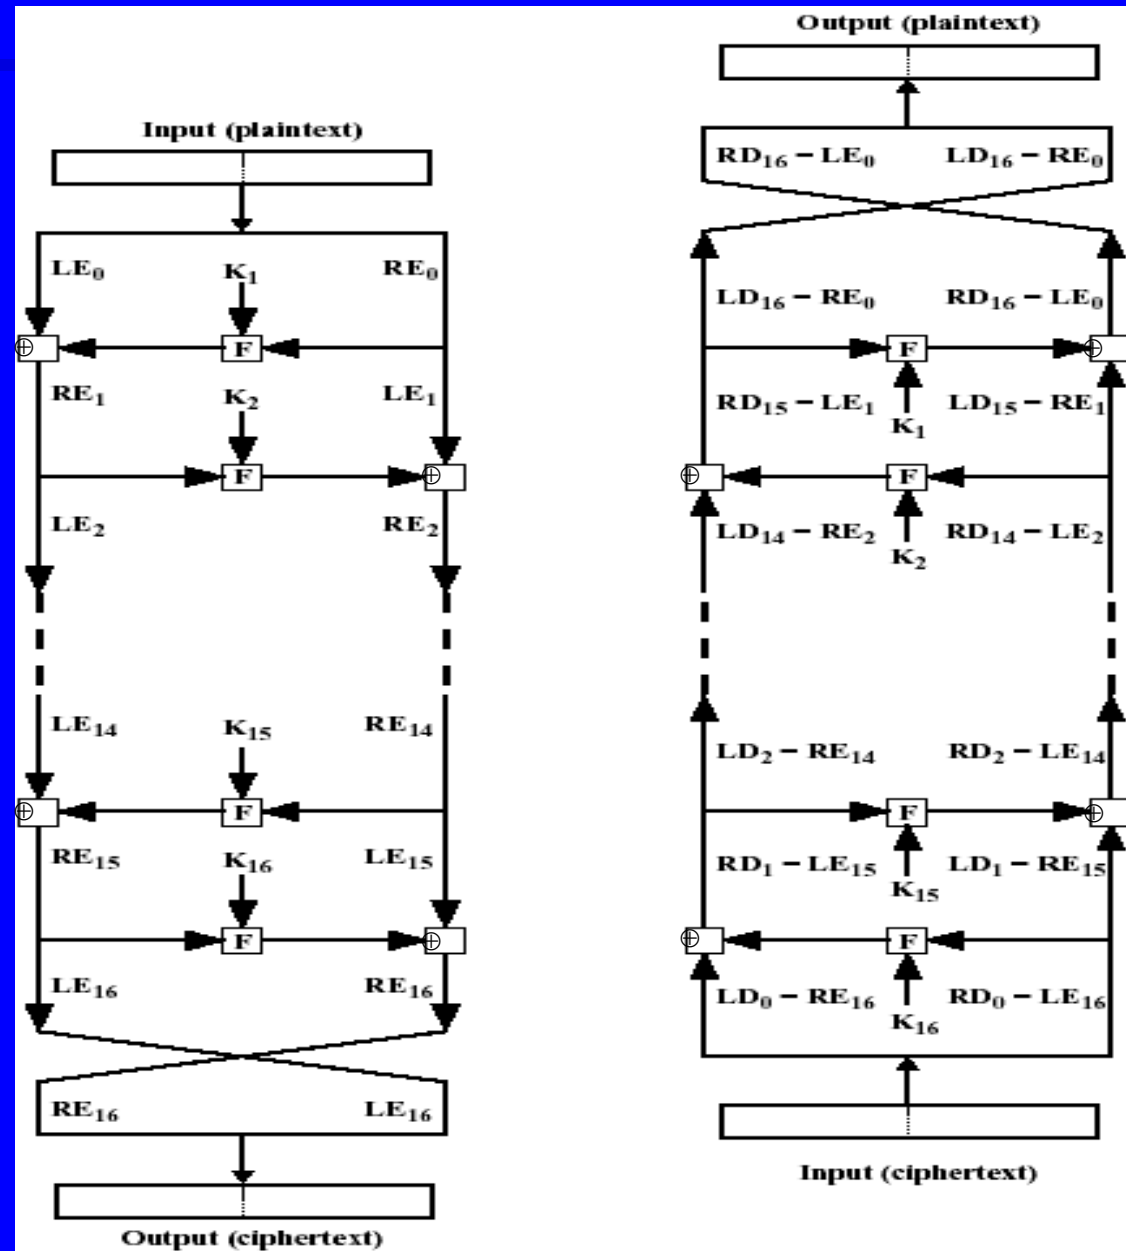 Input (plaintext)
LE0 K1 RE0
F
RE1 K2 LE1
F
LE2 RE2
LE14 K15 RE14
F
RE15 K16 LE15
F
LE16 RE16
RE16 LE16
Output (ciphertext)
Output (plaintext)
RD16 – LE0 LD16 – RE0
LD16 – RE0 RD16 – LE0
F
RD15 – LE1 K1 LD15 – RE1
F
LD14 – RE2 K2 RD14 – LE2
LD2 – RE14 RD2 – LE14
F
RD1 – LE15 K15 LD1 – RE15
F
LD0 – RE16 K16 RD0 – LE16
Input (ciphertext)